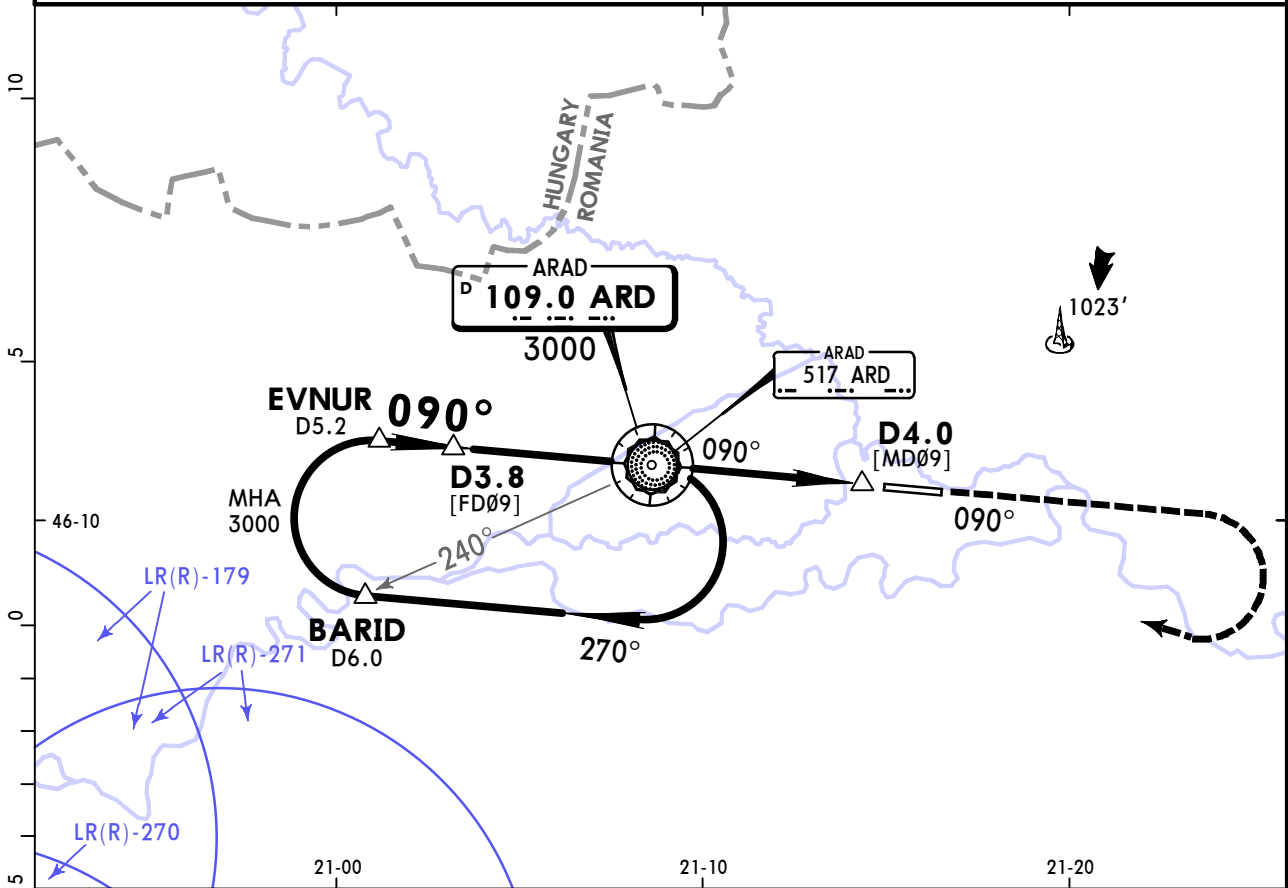 10
HUNGARY
ROMANIA
ARAD
D 109.0 ARD
3000
1023'
5
ARAD
517 ARD
EVNUR
D5.2
090°
090°
D4.0
[MDØ9]
D3.8
[FDØ9]
MHA
3000
46-10
090°
240°
LR(R)-179
0
BARID
D6.0
270°
LR(R)-271
LR(R)-270
21-00
21-10
21-20
5